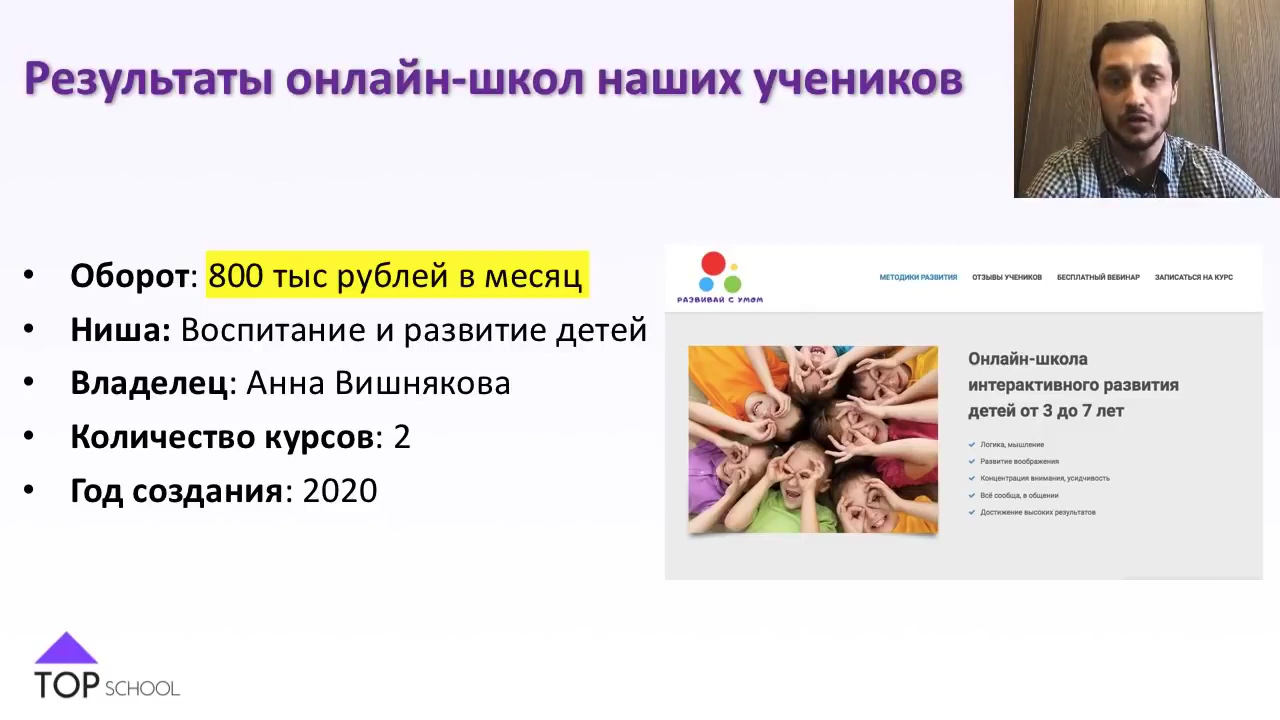 Результаты онлайн-школ наших учеников
• Оборот: 800 тыс рублей в месяц
• Ниша: Воспитание и развитие детей
• Владелец: Анна Вишнякова
• Количество курсов: 2
• Год создания: 2020
РАЗВИВАЙ С УМОМ
МЕТОДИКИ РАЗВИТИЯ ОТЗЫВЫ УЧЕНИКОВ БЕСПЛАТНЫЙ ВЕБИНАР ЗАПИСАТЬСЯ НА КУРС
Онлайн-школа
интерактивного развития
детей от 3 до 7 лет
Логика, мышление
Развитие воображения
Концентрация внимания, усидчивость
Всё сообща, в общении
Достижение высоких результатов
TOP SCHOOL